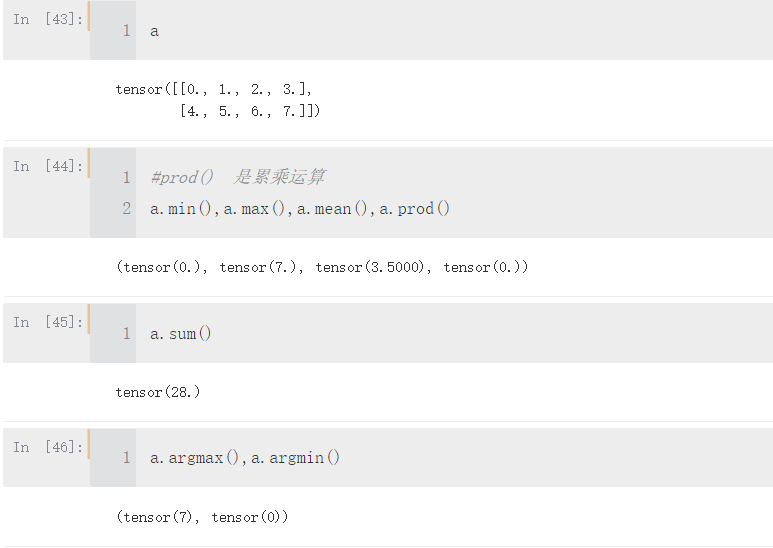 In [43]:
1 a
tensor([[0., 1., 2., 3.],
[4., 5., 6., 7.]])
In [44]:
1 #prod() 是累乘运算
2 a.min(),a.max(),a.mean(),a.prod()
(tensor(0.), tensor(7.), tensor(3.5000), tensor(0.))
In [45]:
1 a.sum()
tensor(28.)
In [46]:
1 a.argmax(),a.argmin()
(tensor(7), tensor(0))